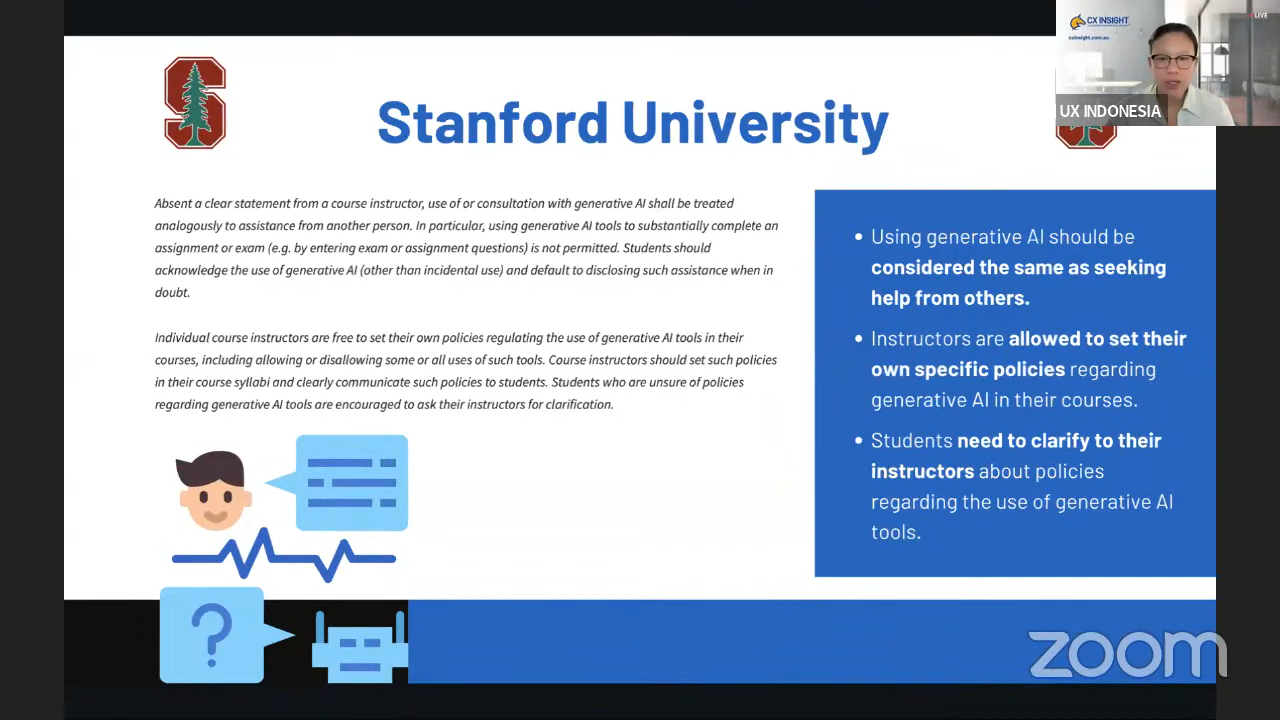 CX INSIGHT
cxinsight.com.au
LIVE
UX INDONESIA
S
Stanford University
Absent a clear statement from a course instructor, use of or consultation with generative AI shall be treated
analogously to assistance from another person. In particular, using generative AI tools to substantially complete an
assignment or exam (e.g. by entering exam or assignment questions) is not permitted. Students should
acknowledge the use of generative AI (other than incidental use) and default to disclosing such assistance when in
doubt.
Individual course instructors are free to set their own policies regulating the use of generative AI tools in their
courses, including allowing or disallowing some or all uses of such tools. Course instructors should set such policies
in their course syllabi and clearly communicate such policies to students. Students who are unsure of policies
regarding generative AI tools are encouraged to ask their instructors for clarification.
• Using generative AI should be
considered the same as seeking
help from others.
• Instructors are allowed to set their
own specific policies regarding
generative AI in their courses.
• Students need to clarify to their
instructors about policies
regarding the use of generative AI
tools.
?
zoom